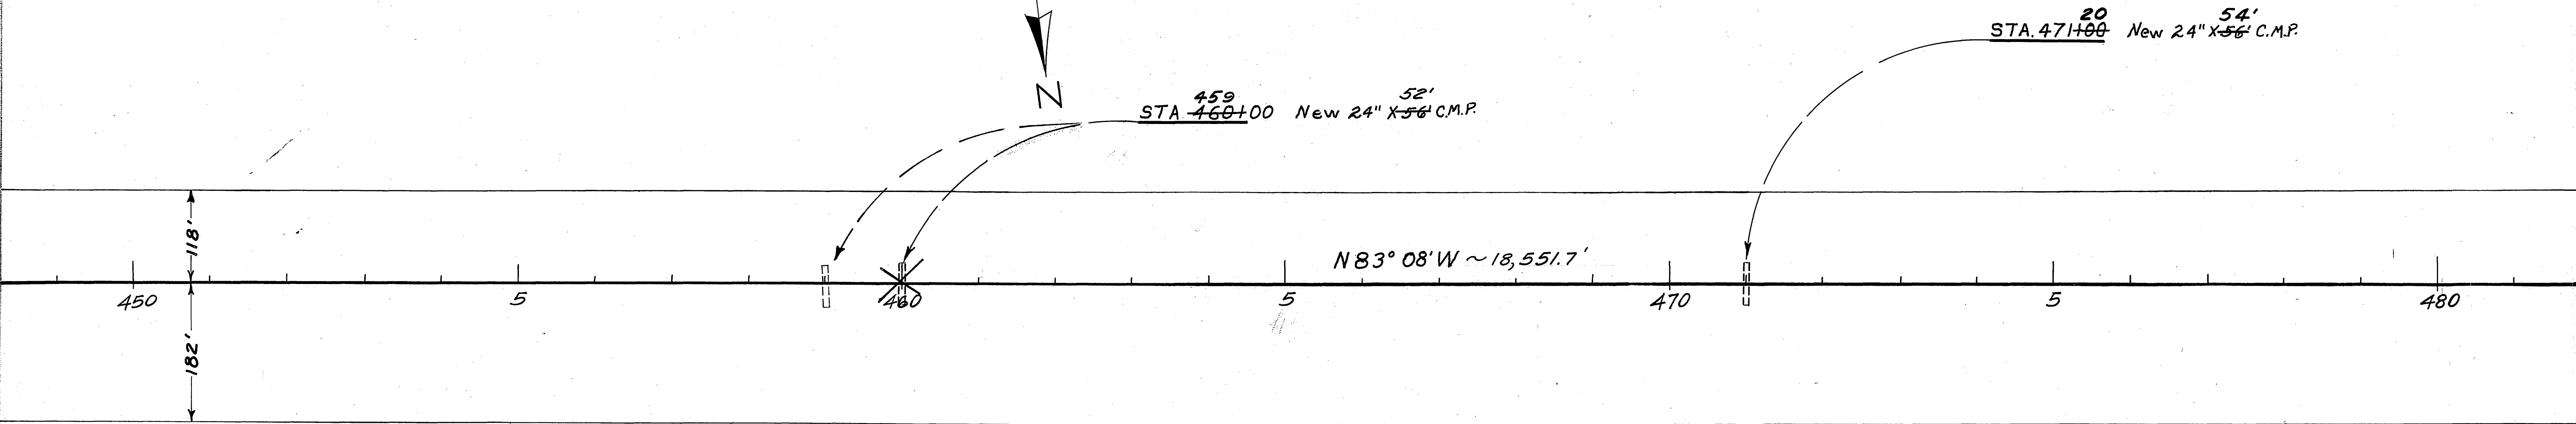 20 54'
STA. 471+00 New 24" X 56' C.M.P.
N
459 52'
STA 460+00 New 24" X 56' C.M.P.
118'
N 83° 08' W ~ 18,551.7'
450 5 460 5 470 5 480
182'